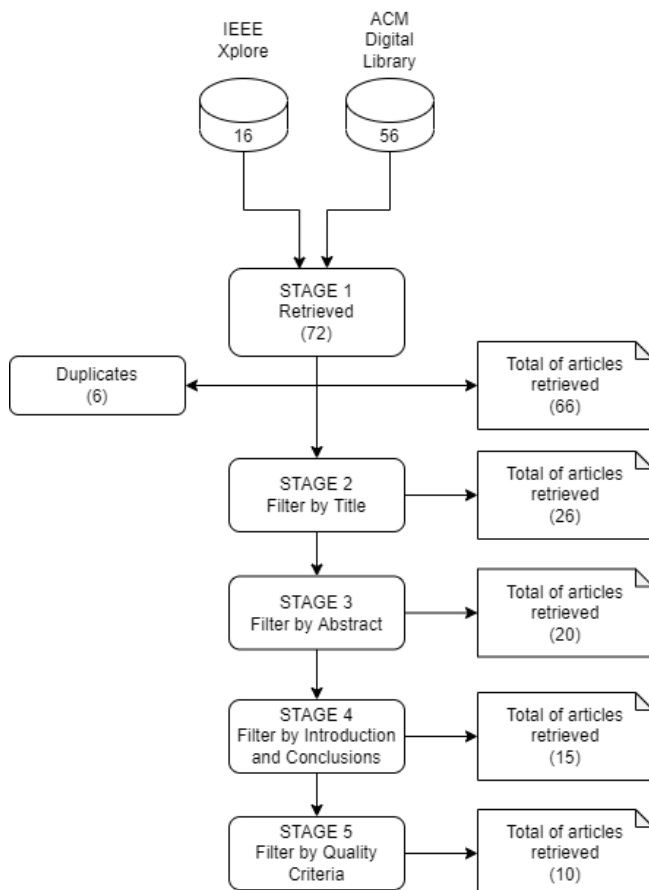 IEEE
Xplore
ACM
Digital
Library
16
56
STAGE 1
Retrieved
(72)
Duplicates
(6)
Total of articles
retrieved
(66)
STAGE 2
Filter by Title
Total of articles
retrieved
(26)
STAGE 3
Filter by Abstract
Total of articles
retrieved
(20)
STAGE 4
Filter by Introduction
and Conclusions
Total of articles
retrieved
(15)
STAGE 5
Filter by Quality
Criteria
Total of articles
retrieved
(10)